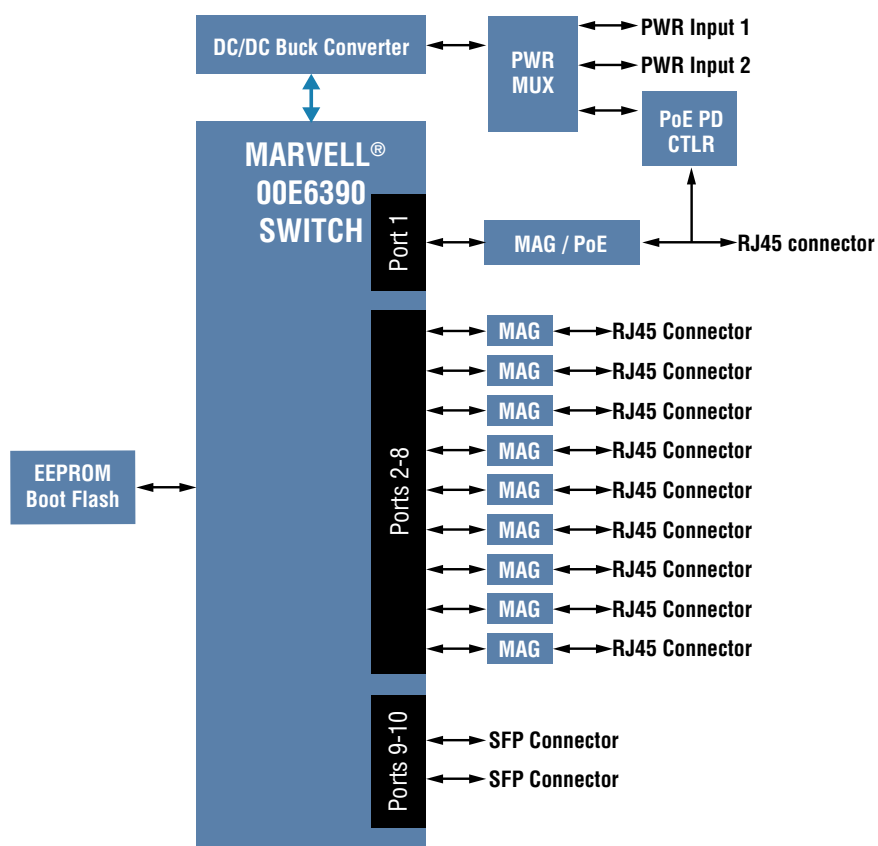 DC/DC Buck Converter
PWR
MUX
PWR Input 1
PWR Input 2
PoE PD
CTLR
MARVELL®
00E6390
SWITCH
Port 1
MAG / PoE
RJ45 connector
MAG
RJ45 Connector
MAG
RJ45 Connector
MAG
RJ45 Connector
MAG
RJ45 Connector
MAG
RJ45 Connector
MAG
RJ45 Connector
MAG
RJ45 Connector
MAG
RJ45 Connector
MAG
RJ45 Connector
Ports 2-8
EEPROM
Boot Flash
Ports 9-10
SFP Connector
SFP Connector